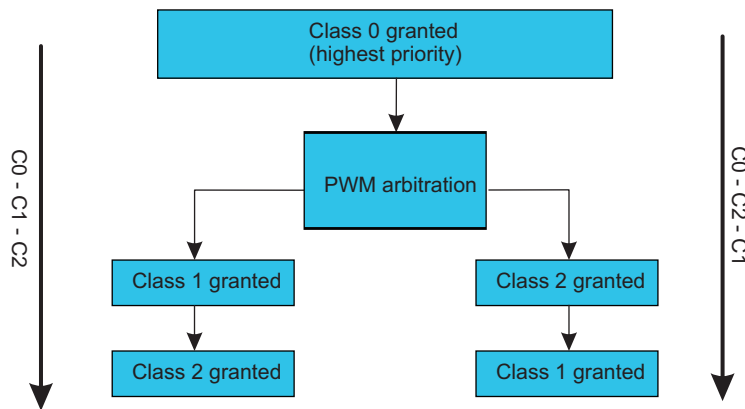 Class 0 granted
(highest priority)
PWM arbitration
C0 - C1 - C2
C0 - C2 - C1
Class 1 granted
Class 2 granted
Class 2 granted
Class 1 granted